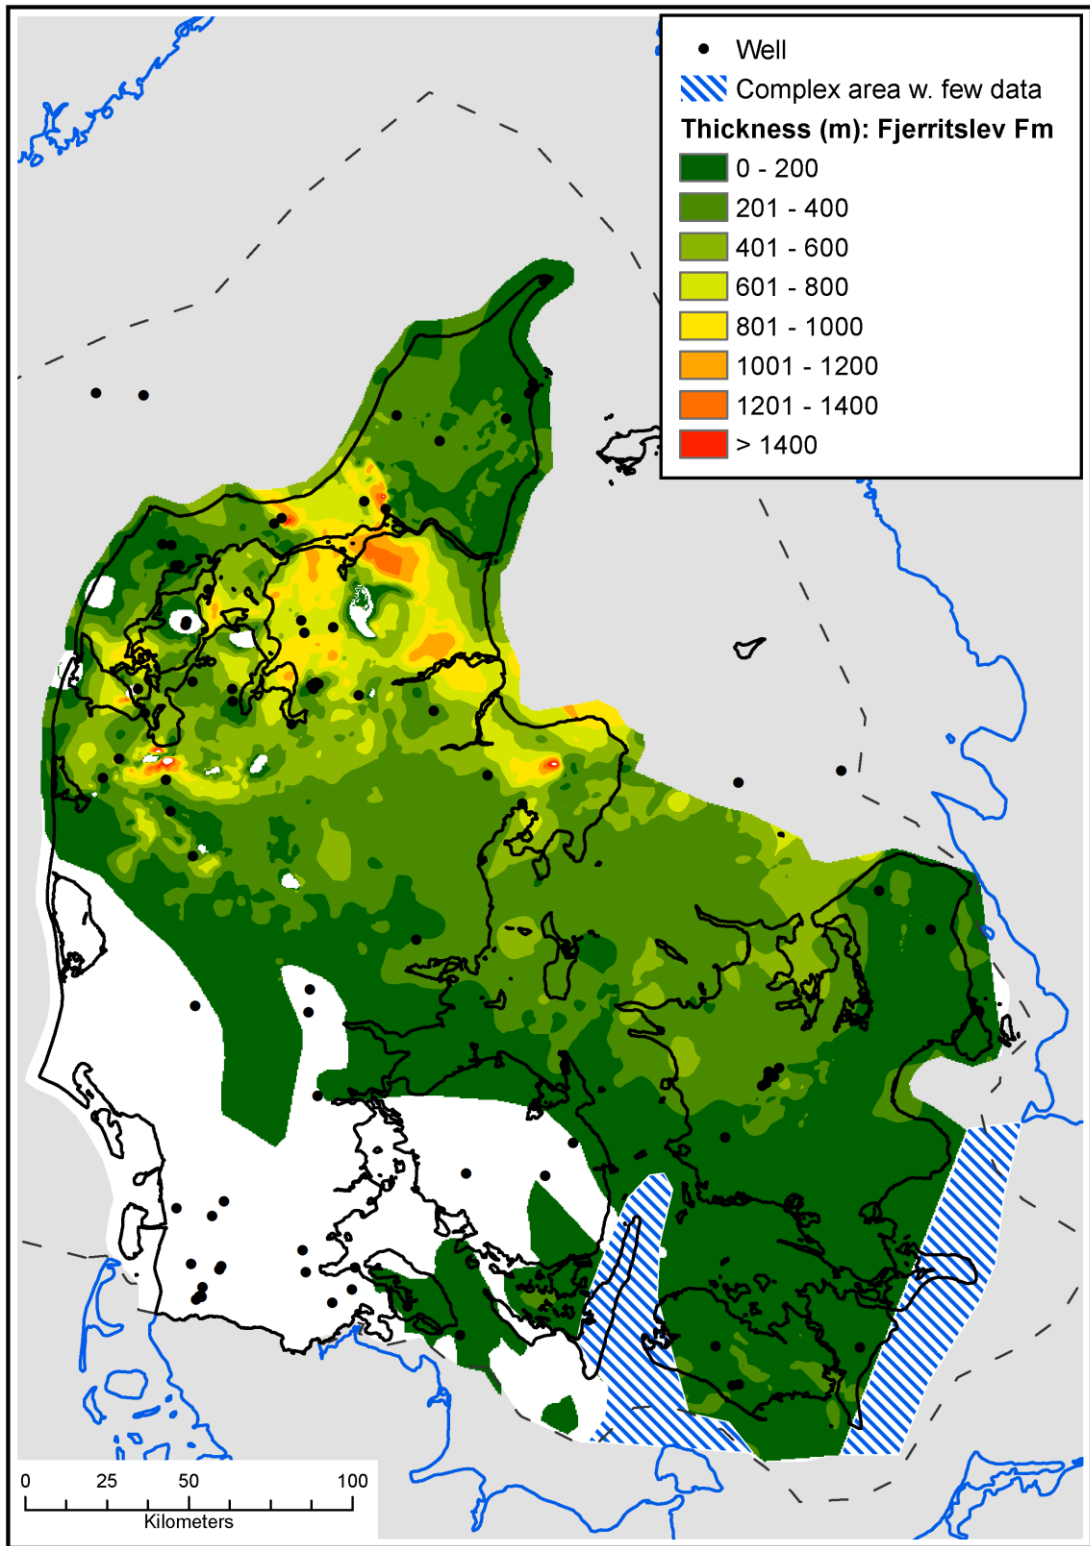 Well
Complex area w. few data
Thickness (m): Fjerritslev Fm
0 - 200
201 - 400
401 - 600
601 - 800
801 - 1000
1001 - 1200
1201 - 1400
> 1400
0 50 100
Kilometers